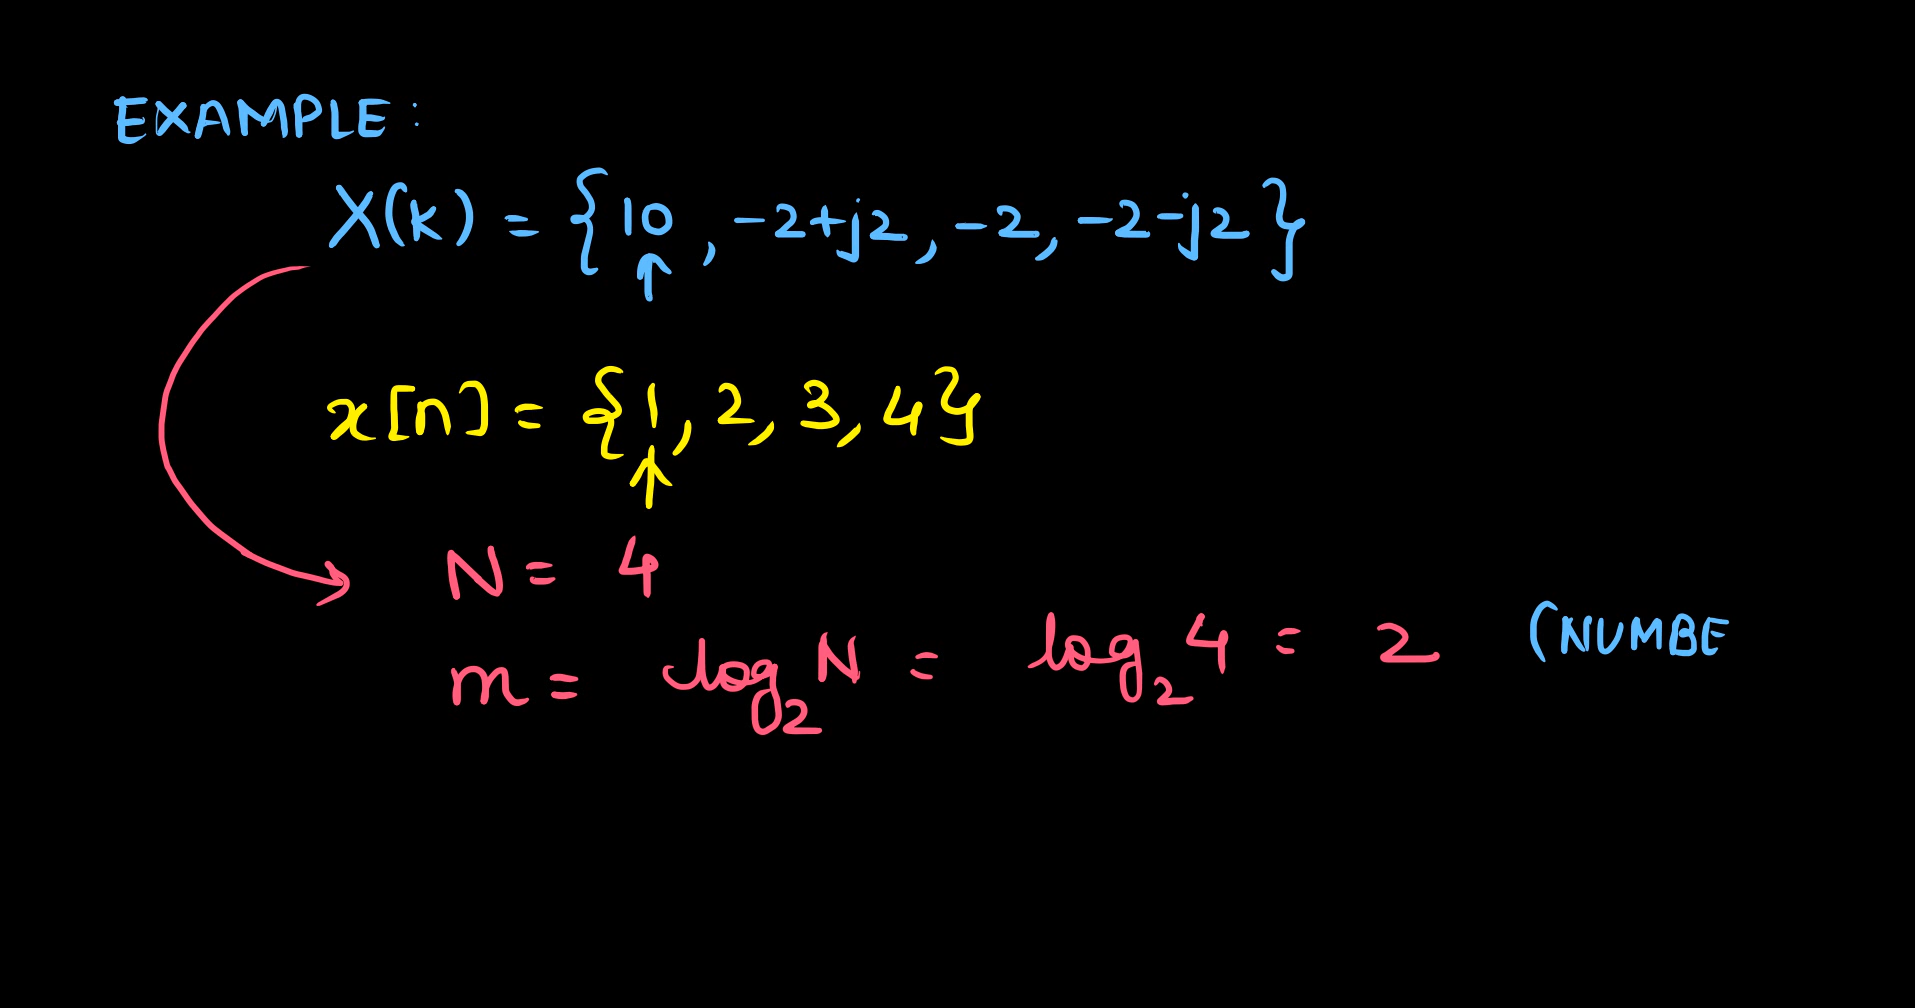 EXAMPLE:
X(k) = {10, -2+j2, -2, -2-j2}
↑
x[n] = {1, 2, 3, 4}
↑
N = 4
m = log₂N = log₂4 = 2 (NUMBE